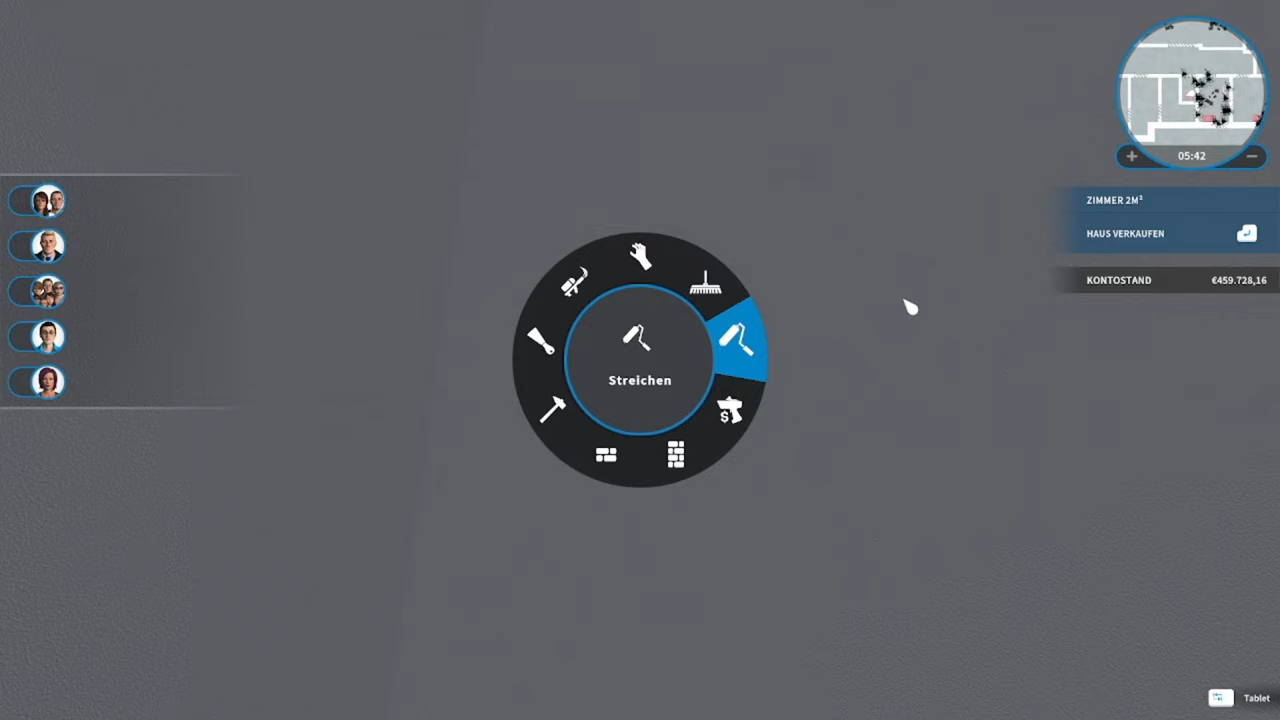 05:42
ZIMMER 2M²
HAUS VERKAUFEN
KONTOSTAND €459.728,16
Streichen
$
Tablet